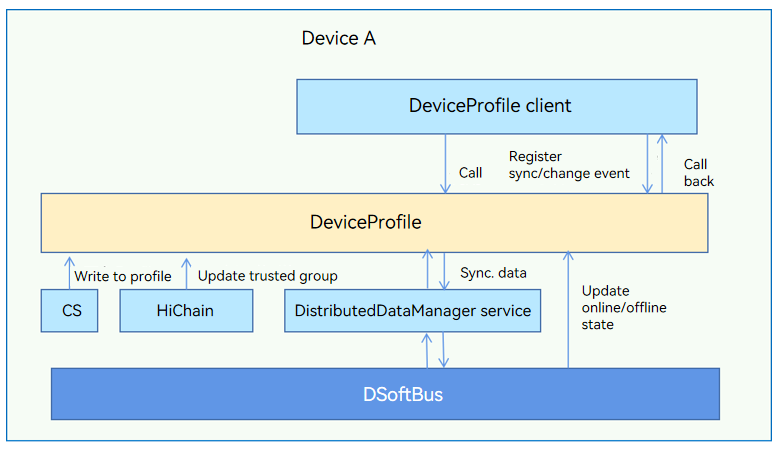 Device A
DeviceProfile client
Call
Register
sync/change event
Call
back
DeviceProfile
Write to profile
Update trusted group
Sync. data
Update
online/offline
state
CS
HiChain
DistributedDataManager service
DSoftBus